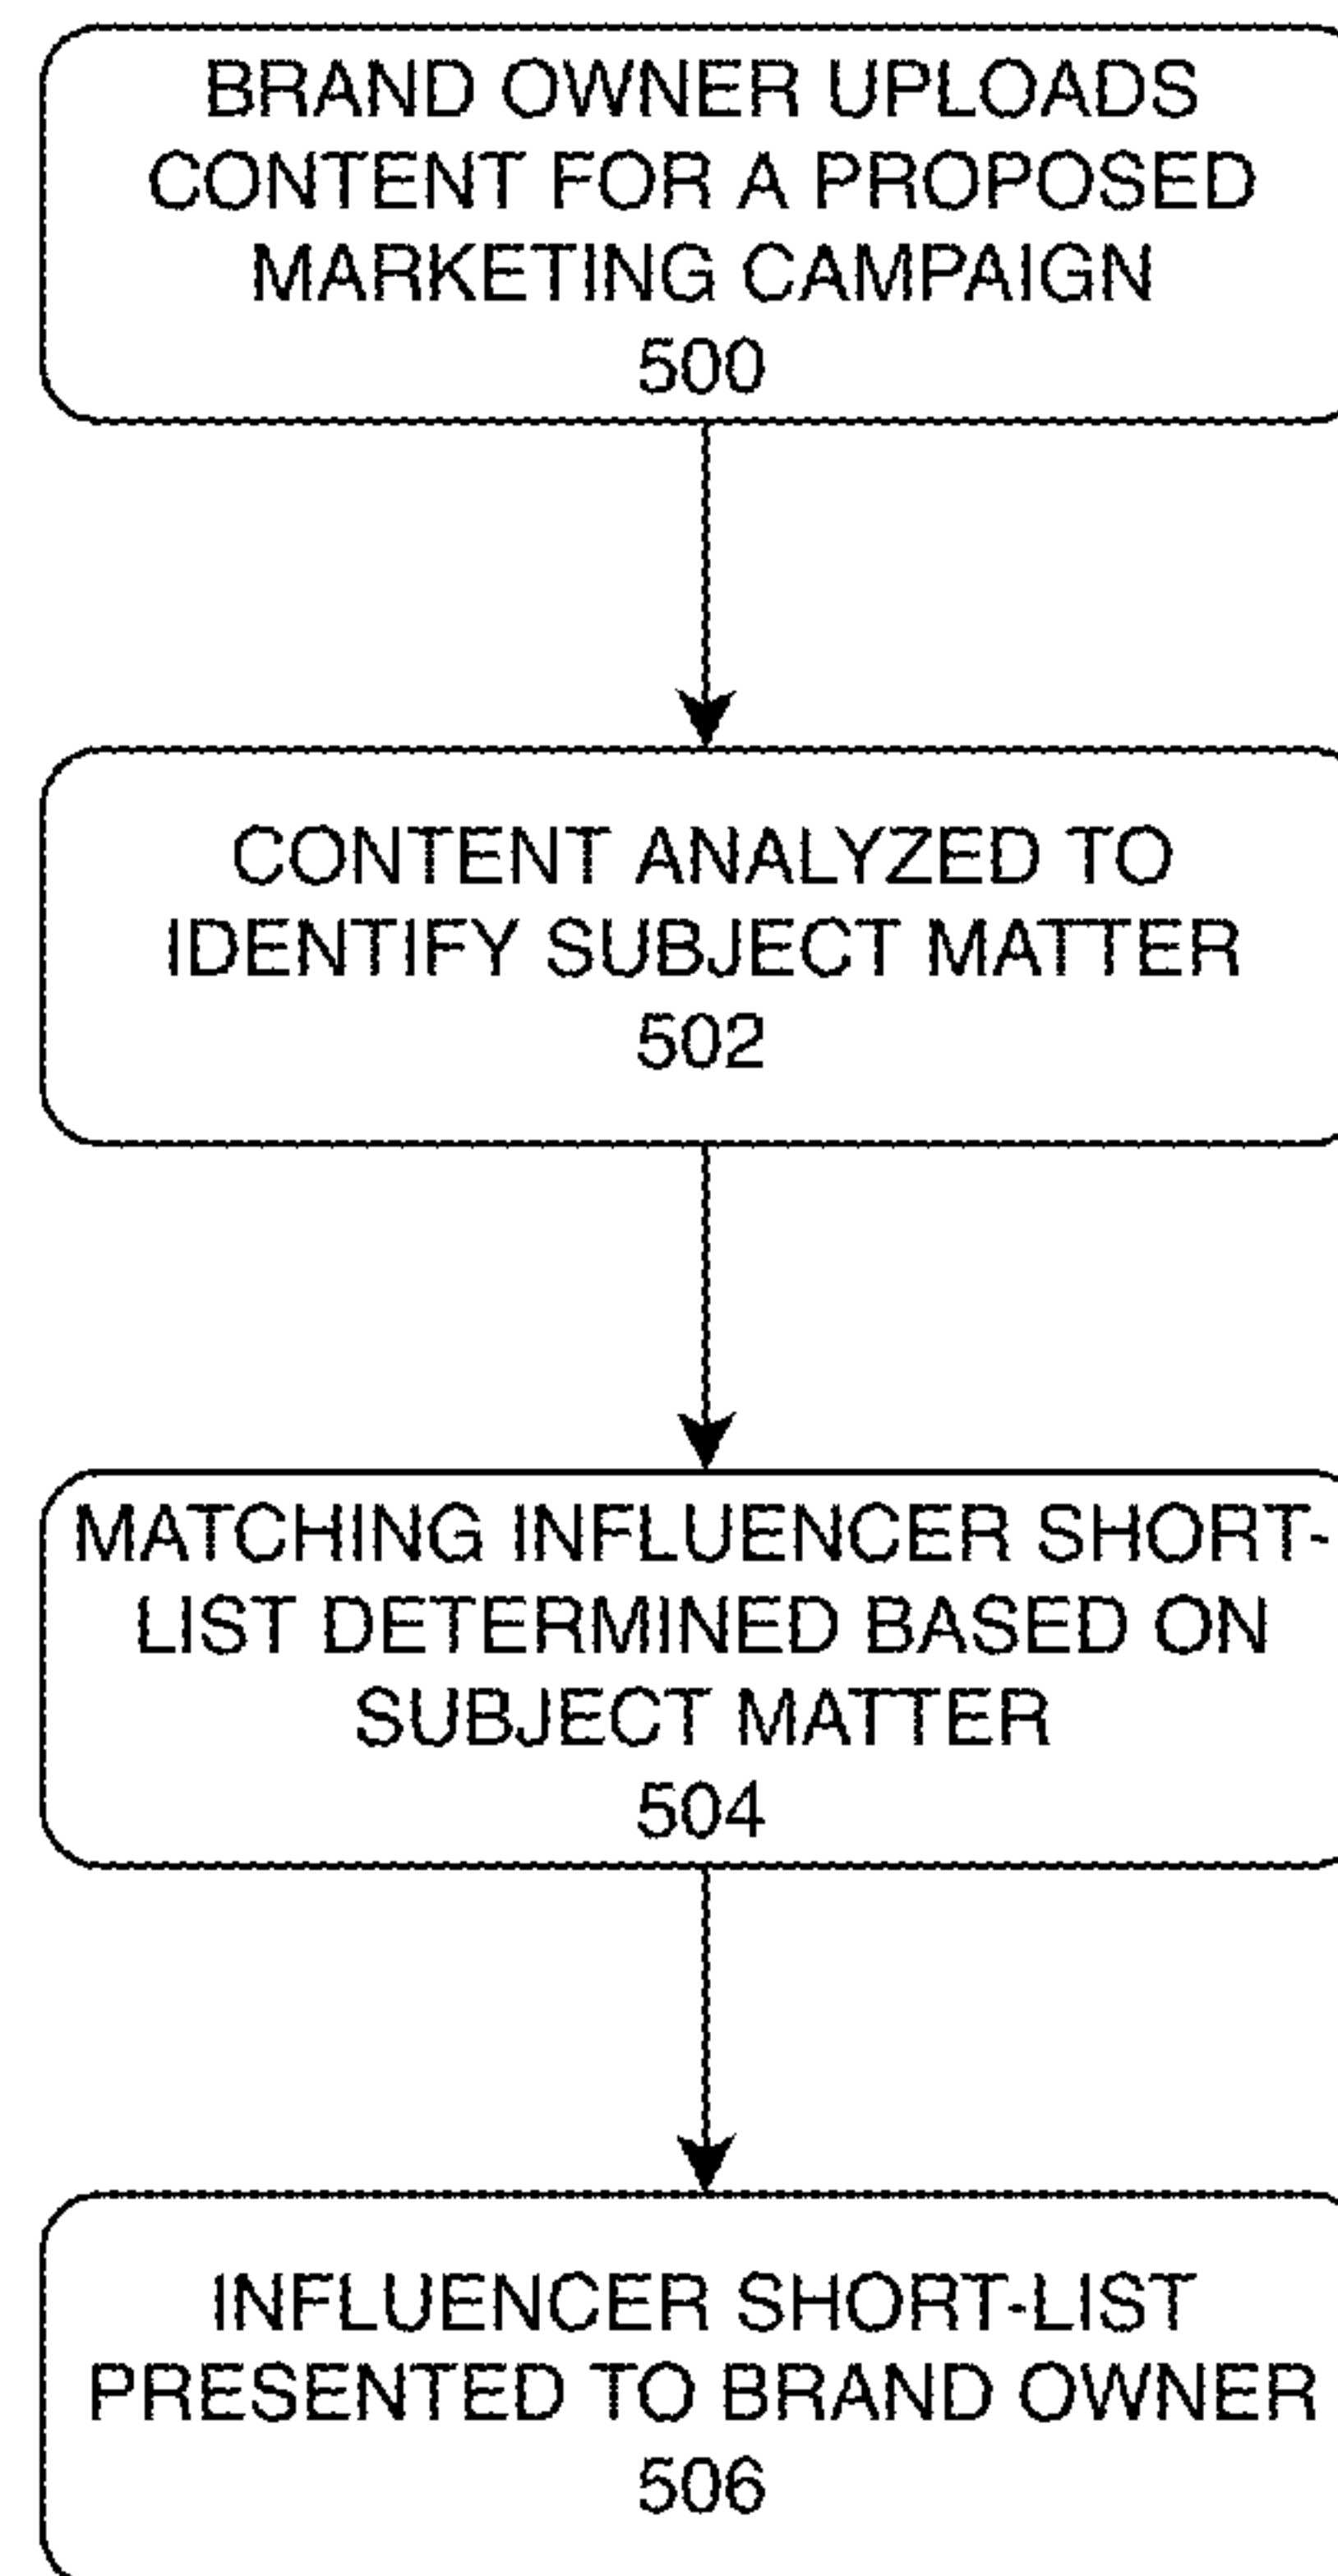 BRAND OWNER UPLOADS
CONTENT FOR A PROPOSED
MARKETING CAMPAIGN
500
CONTENT ANALYZED TO
IDENTIFY SUBJECT MATTER
502
MATCHING INFLUENCER SHORT-
LIST DETERMINED BASED ON
SUBJECT MATTER
504
INFLUENCER SHORT-LIST
PRESENTED TO BRAND OWNER
506